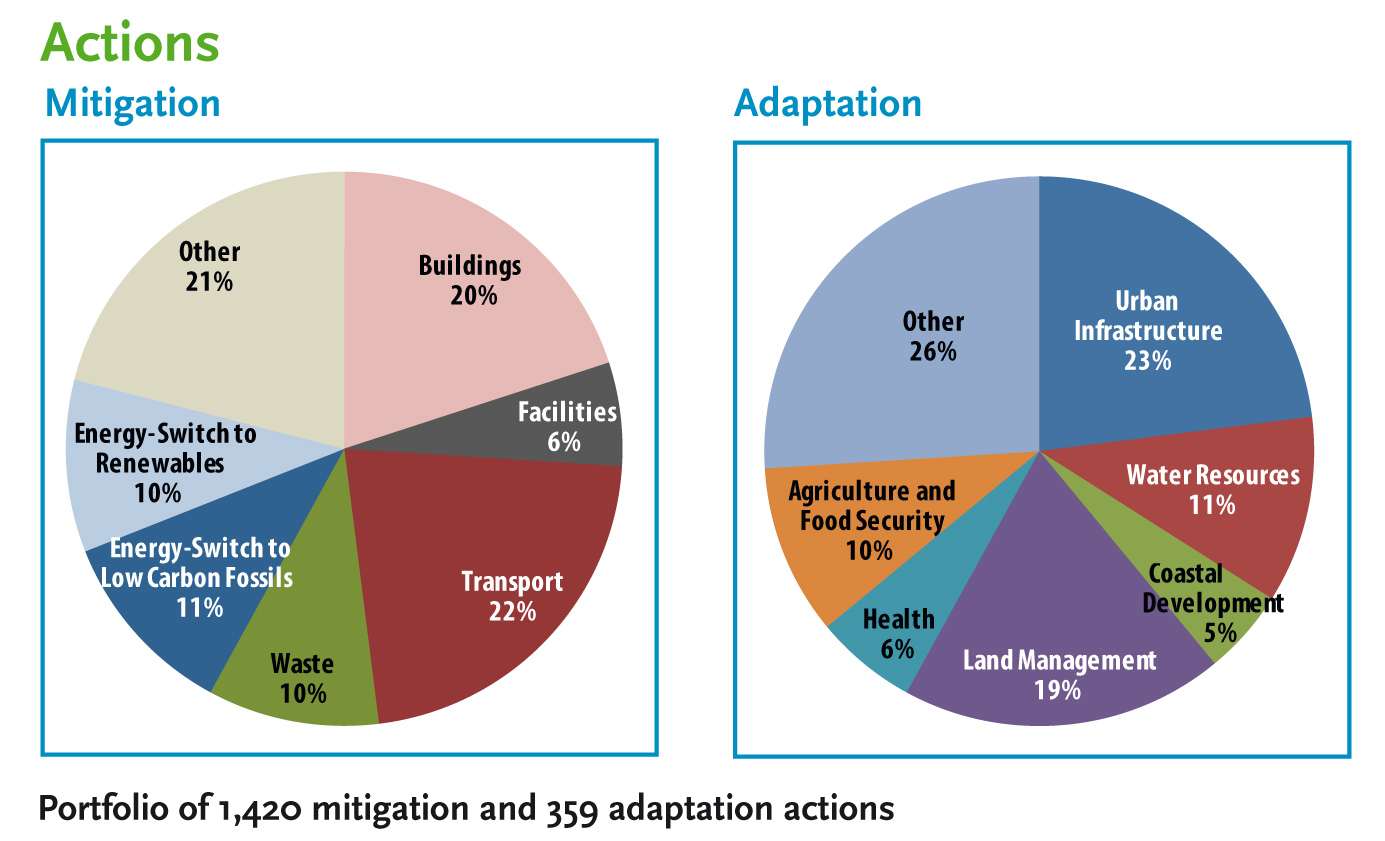 Actions
Mitigation
Adaptation
Other
21%
Buildings
20%
Facilities
6%
Energy-Switch to
Renewables
10%
Energy-Switch to
Low Carbon Fossils
11%
Transport
22%
Waste
10%
Other
26%
Urban
Infrastructure
23%
Water Resources
11%
Agriculture and
Food Security
10%
Coastal
Development
5%
Health
6%
Land Management
19%
Portfolio of 1,420 mitigation and 359 adaptation actions